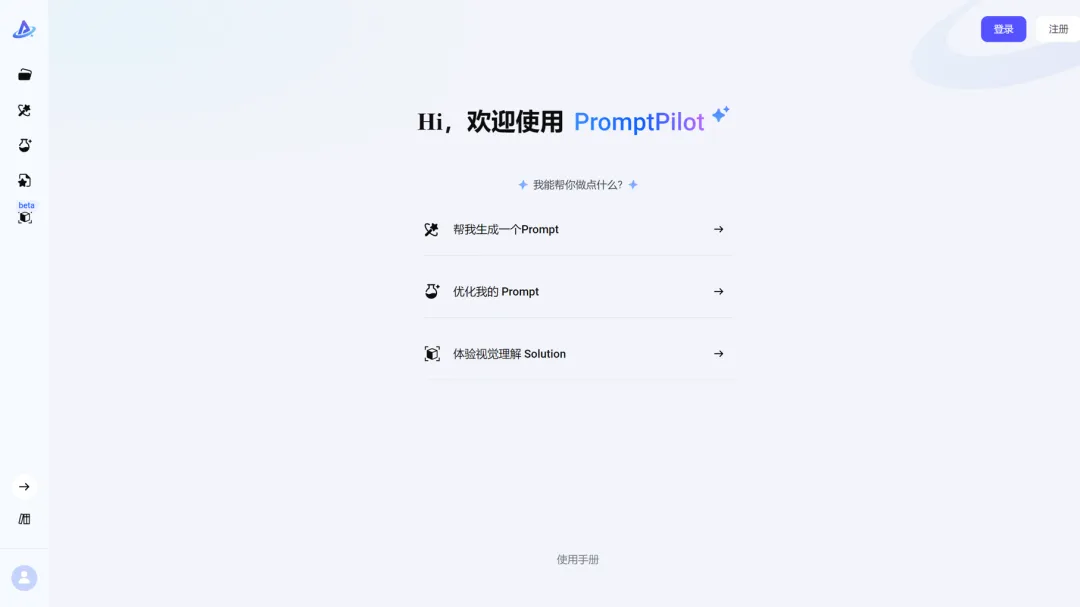 登录 注册
Hi，欢迎使用 PromptPilot
我能帮你做点什么?
beta
帮我生成一个Prompt
优化我的 Prompt
体验视觉理解 Solution
使用手册